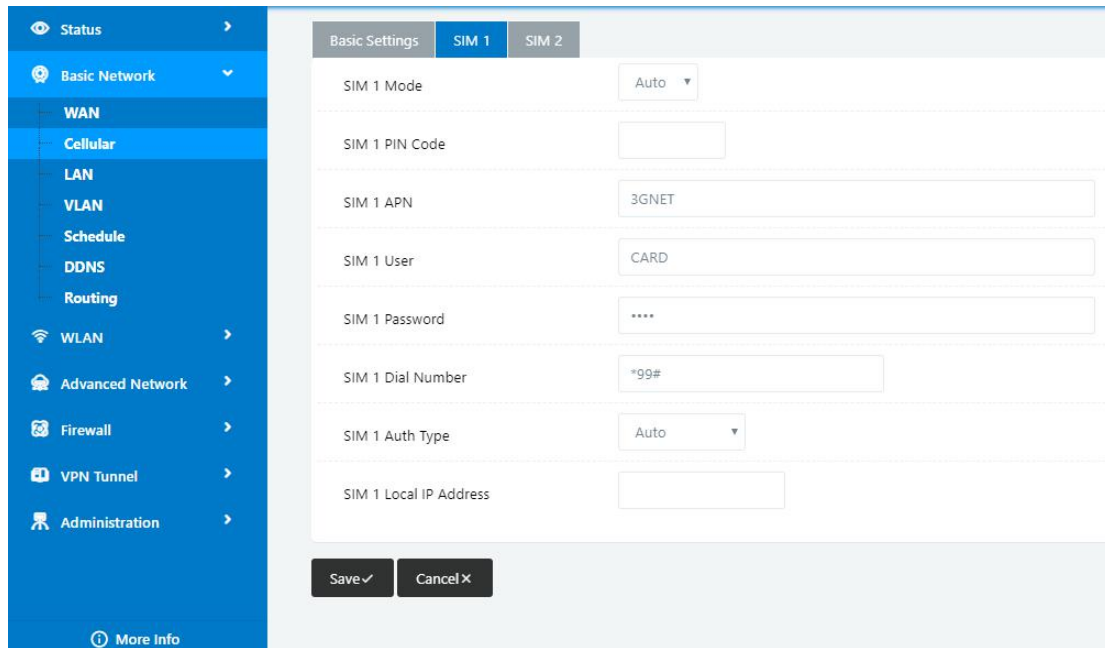 Status
Basic Network
WAN
Cellular
LAN
VLAN
Schedule
DDNS
Routing
WLAN
Advanced Network
Firewall
VPN Tunnel
Administration
More Info
Basic Settings SIM 1 SIM 2
SIM 1 Mode Auto
SIM 1 PIN Code
SIM 1 APN 3GNET
SIM 1 User CARD
SIM 1 Password ••••
SIM 1 Dial Number *99#
SIM 1 Auth Type Auto
SIM 1 Local IP Address
Save Cancel